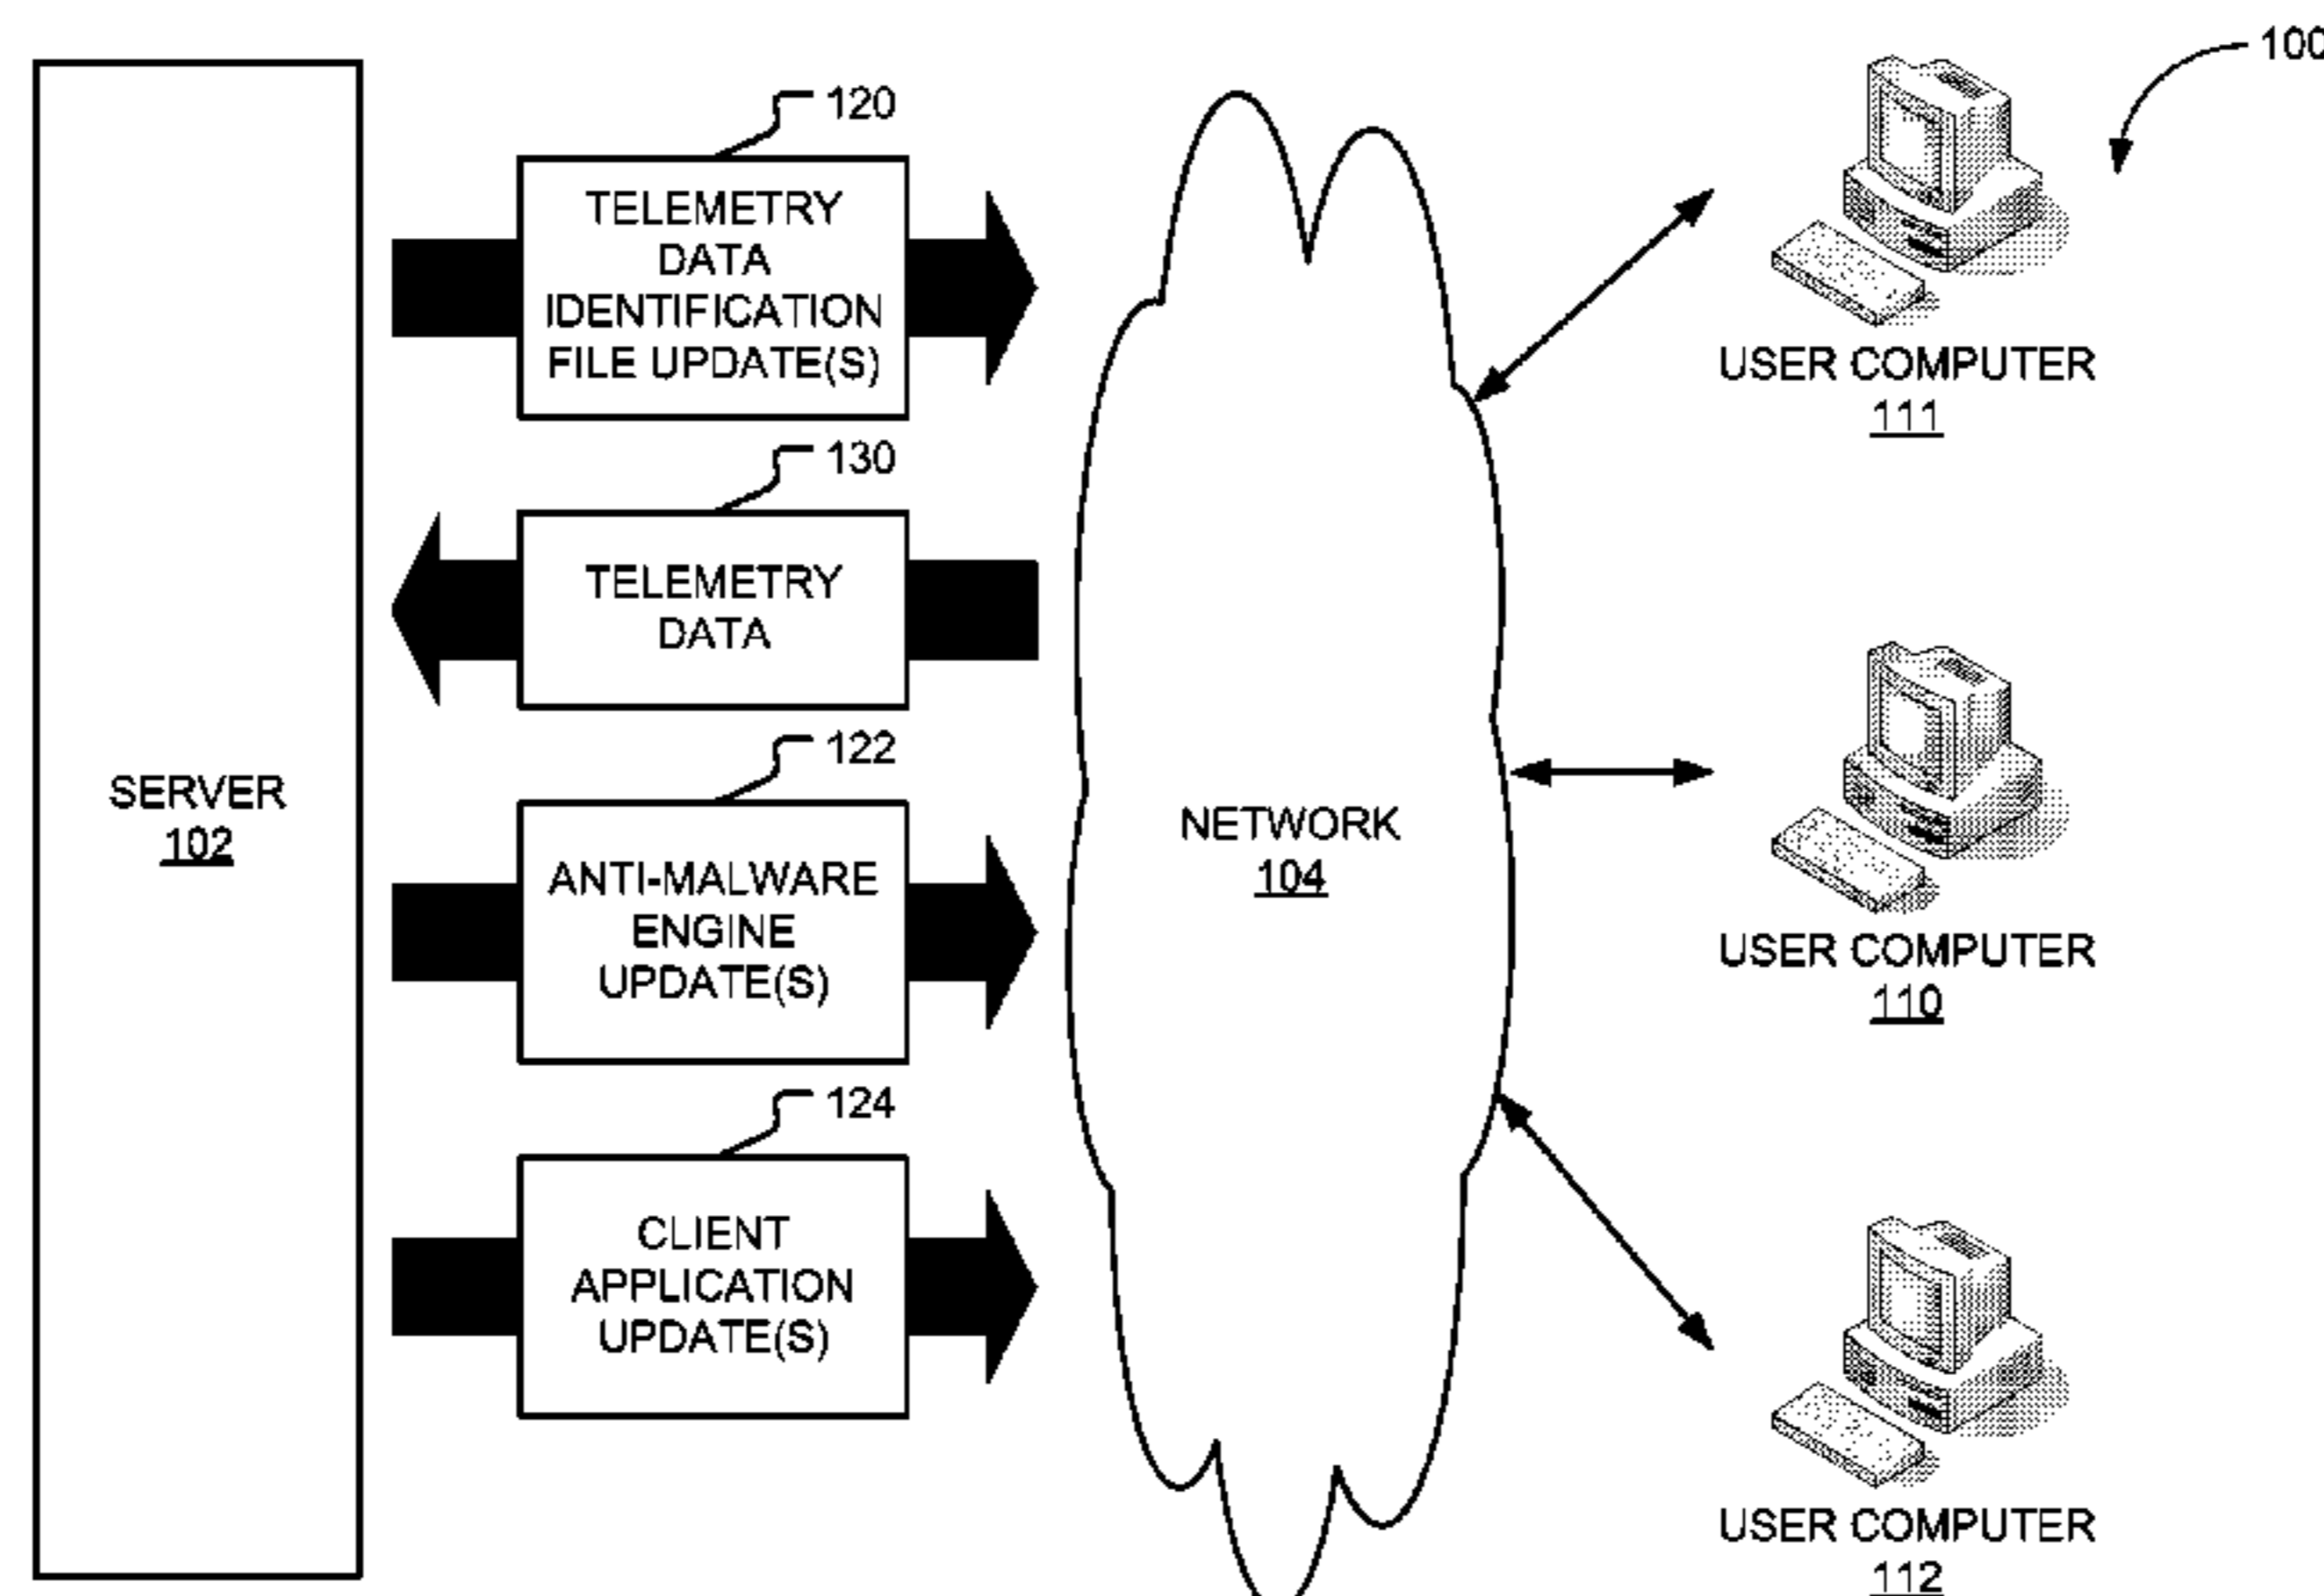 100
120
TELEMETRY
DATA
IDENTIFICATION
FILE UPDATE(S)
130
TELEMETRY
DATA
122
ANTI-MALWARE
ENGINE
UPDATE(S)
124
CLIENT
APPLICATION
UPDATE(S)
SERVER
102
NETWORK
104
USER COMPUTER
111
USER COMPUTER
110
USER COMPUTER
112